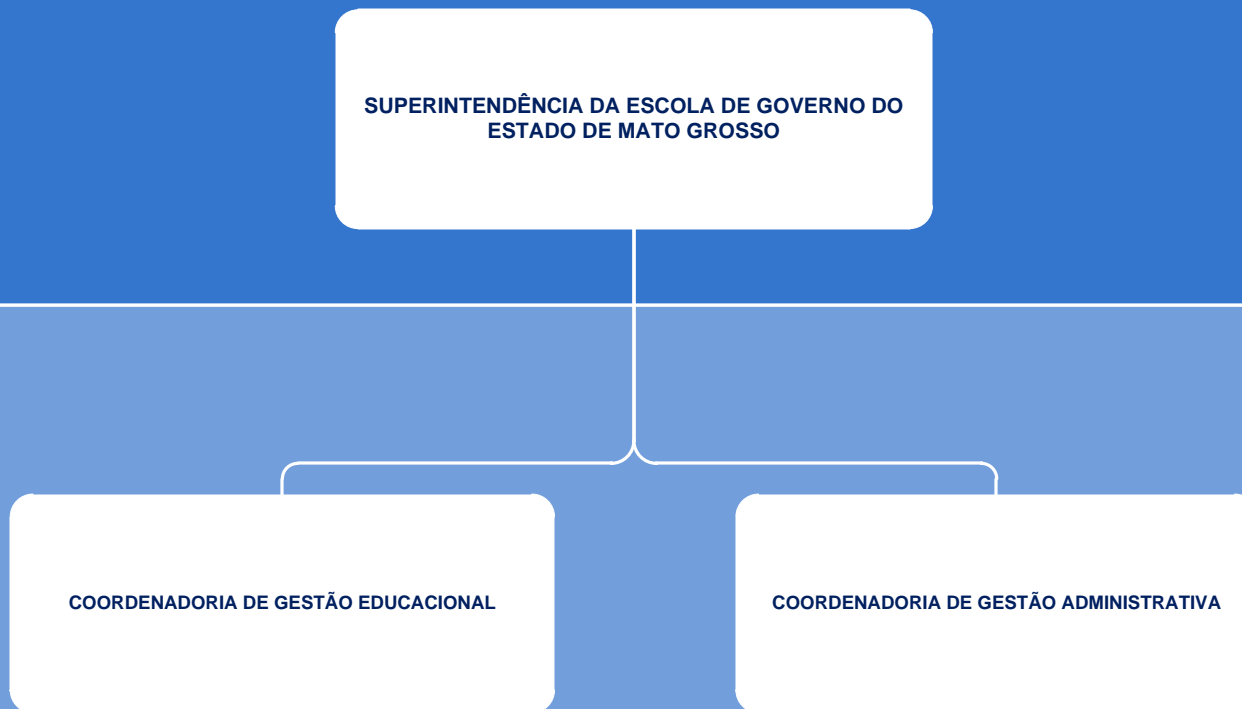 SUPERINTENDÊNCIA DA ESCOLA DE GOVERNO DO
ESTADO DE MATO GROSSO
COORDENADORIA DE GESTÃO EDUCACIONAL
COORDENADORIA DE GESTÃO ADMINISTRATIVA